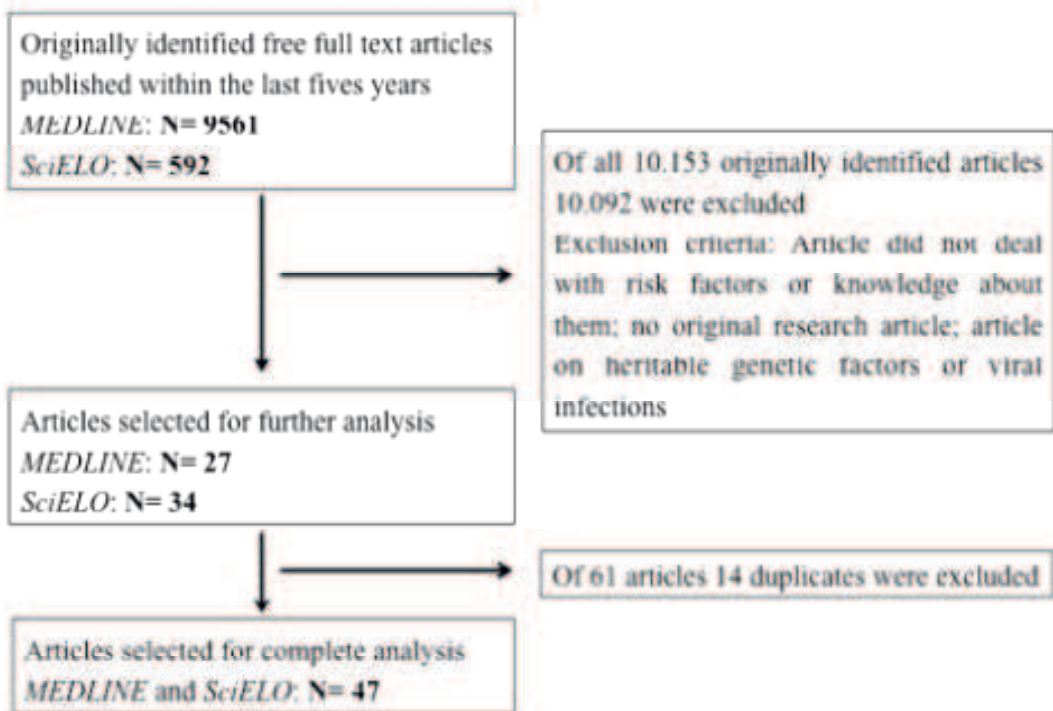 Originally identified free full text articles
published within the last fives years
MEDLINE: N= 9561
SciELO: N= 592
Of all 10.153 originally identified articles
10.092 were excluded
Exclusion criteria: Article did not deal
with risk factors or knowledge about
them; no original research article; article
on heritable genetic factors or viral
infections
Articles selected for further analysis
MEDLINE: N= 27
SciELO: N= 34
Of 61 articles 14 duplicates were excluded
Articles selected for complete analysis
MEDLINE and SciELO: N= 47